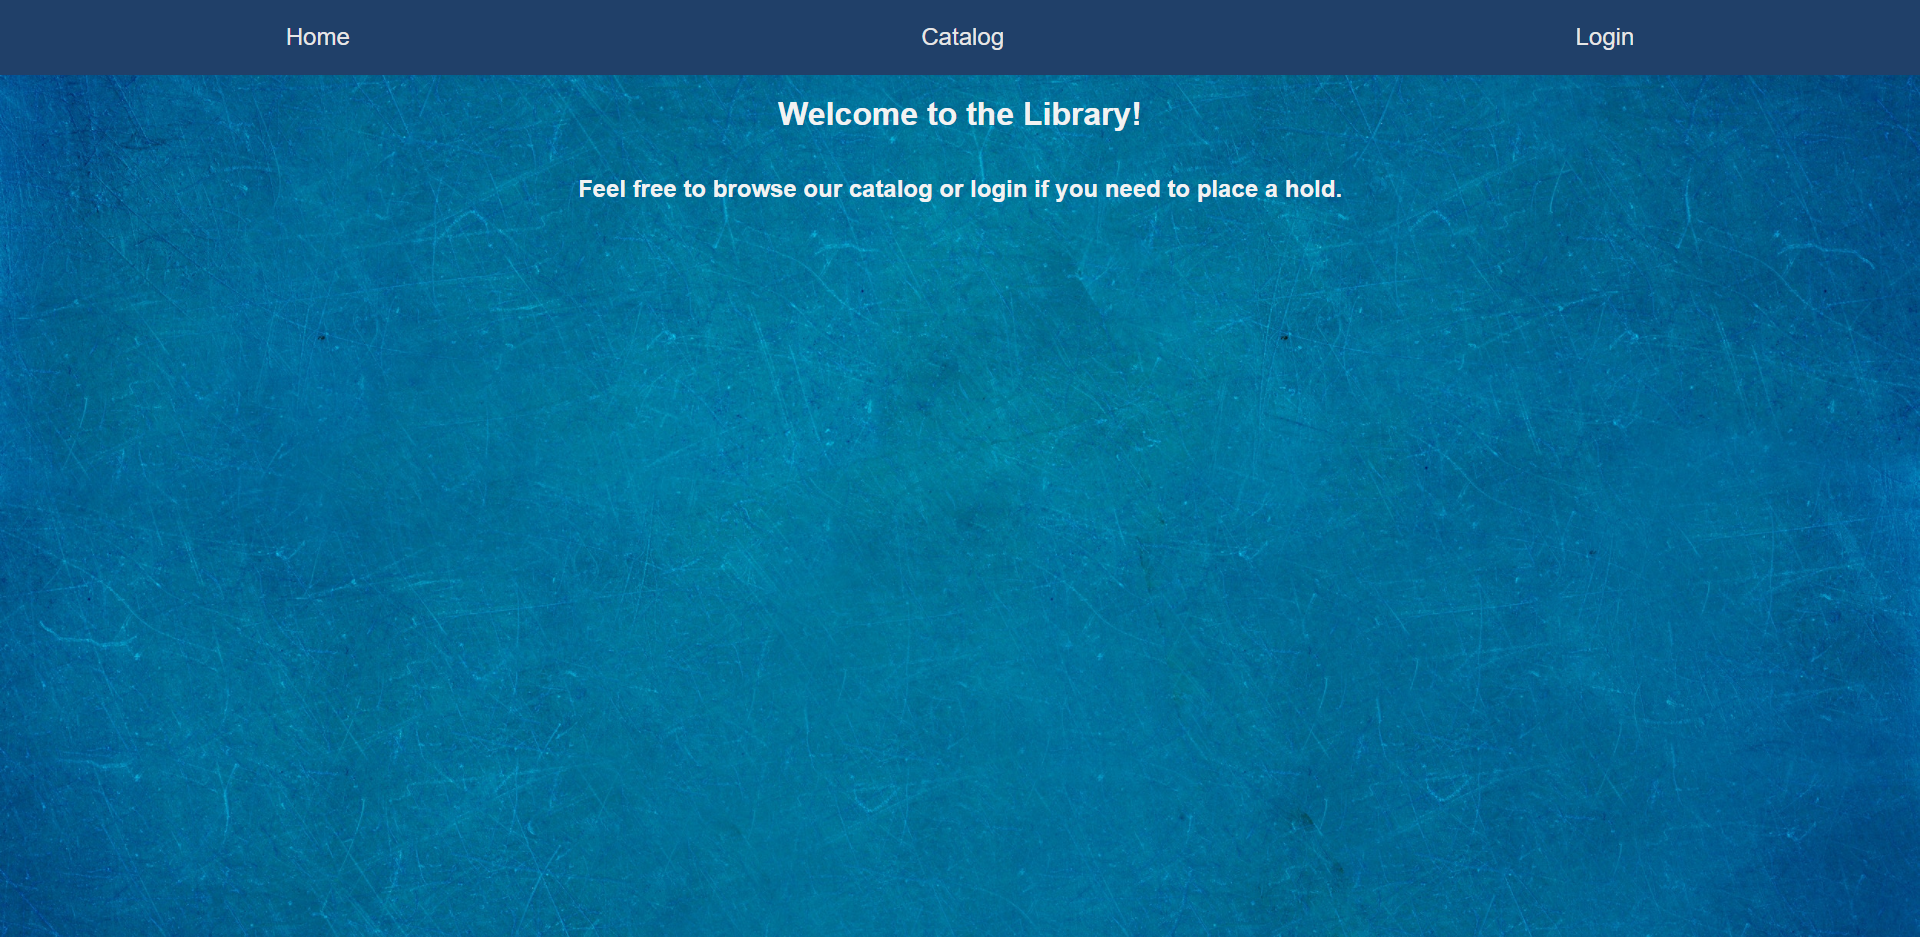 Home Catalog Login
Welcome to the Library!
Feel free to browse our catalog or login if you need to place a hold.